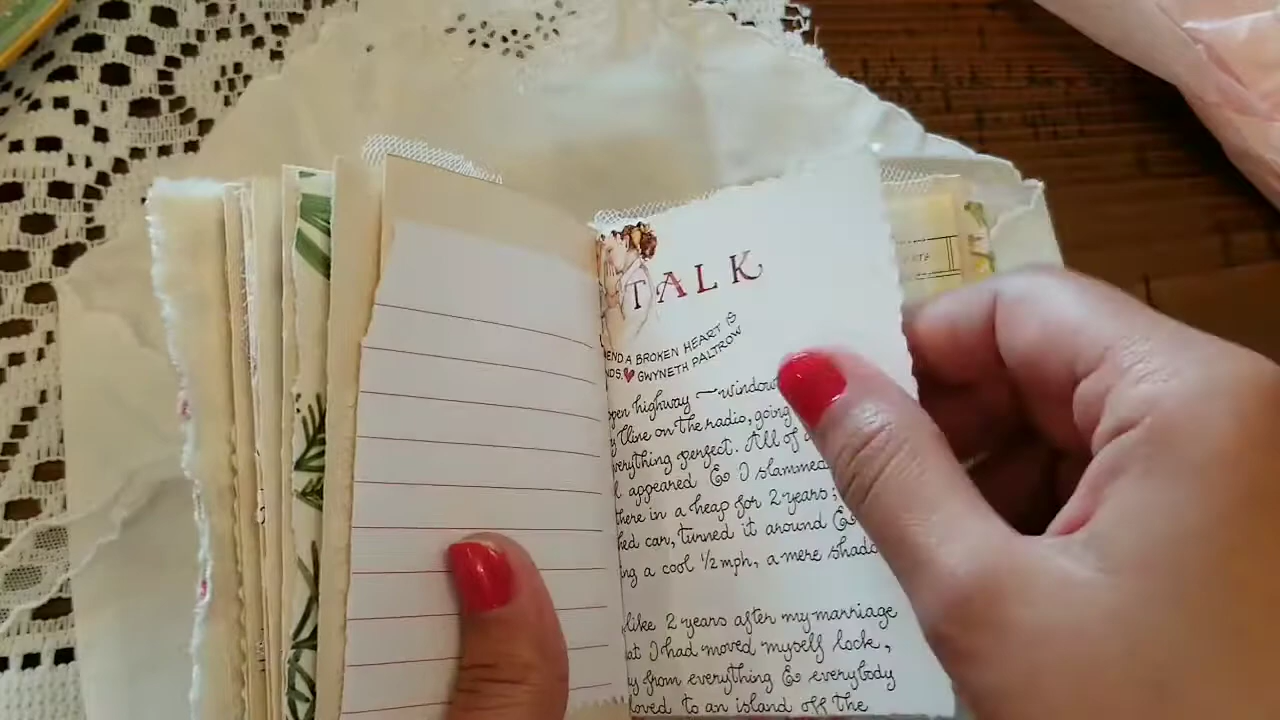 TALK
END A BROKEN HEART IS
NDS. GWYNETH PALTROW
pen highway — window
y Cline on the radio, going
verything perfect. All of a
l appeared & I slammed
there in a heap for 2 years;
hed car, turned it around &
ng a cool 1/2 mph, a mere shado
like 2 years after my marriage
at I had moved myself lock,
y from everything & everybody
loved to an island off the